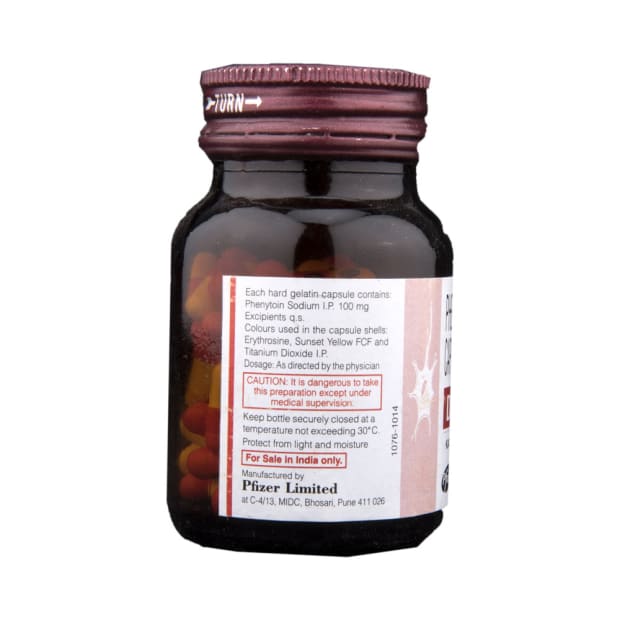 TURN
Each hard gelatin capsule contains:
Phenytoin Sodium I.P. 100 mg
Excipients q.s.
Colours used in the capsule shells:
Erythrosine, Sunset Yellow FCF and
Titanium Dioxide I.P.
Dosage: As directed by the physician
CAUTION: It is dangerous to take
this preparation except under
medical supervision.
Keep bottle securely closed at a
temperature not exceeding 30°C.
Protect from light and moisture
For Sale in India only.
Manufactured by
Pfizer Limited
at C-4/13, MIDC, Bhosari, Pune 411 026
1076-1014